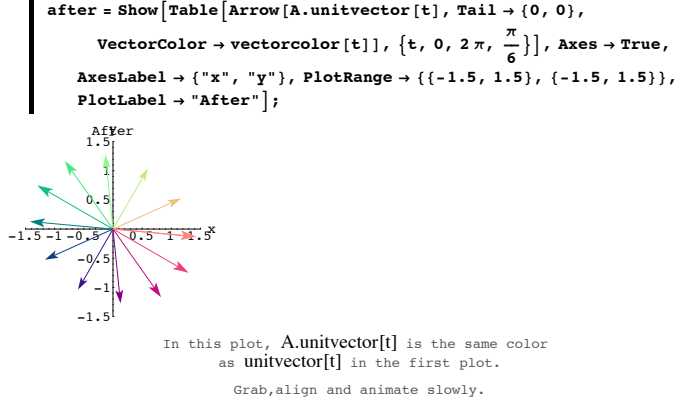 after = Show[Table[Arrow[A.unitvector[t], Tail → {0, 0},
VectorColor → vectorcolor[t]], {t, 0, 2 π, π/6}], Axes → True,
AxesLabel → {"x", "y"}, PlotRange → {{-1.5, 1.5}, {-1.5, 1.5}},
PlotLabel → "After"];
After
y
1.5
1
0.5
-1.5 -1 -0.5 0.5 1 1.5 x
-0.5
-1
-1.5
In this plot, A.unitvector[t] is the same color
as unitvector[t] in the first plot.
Grab,align and animate slowly.